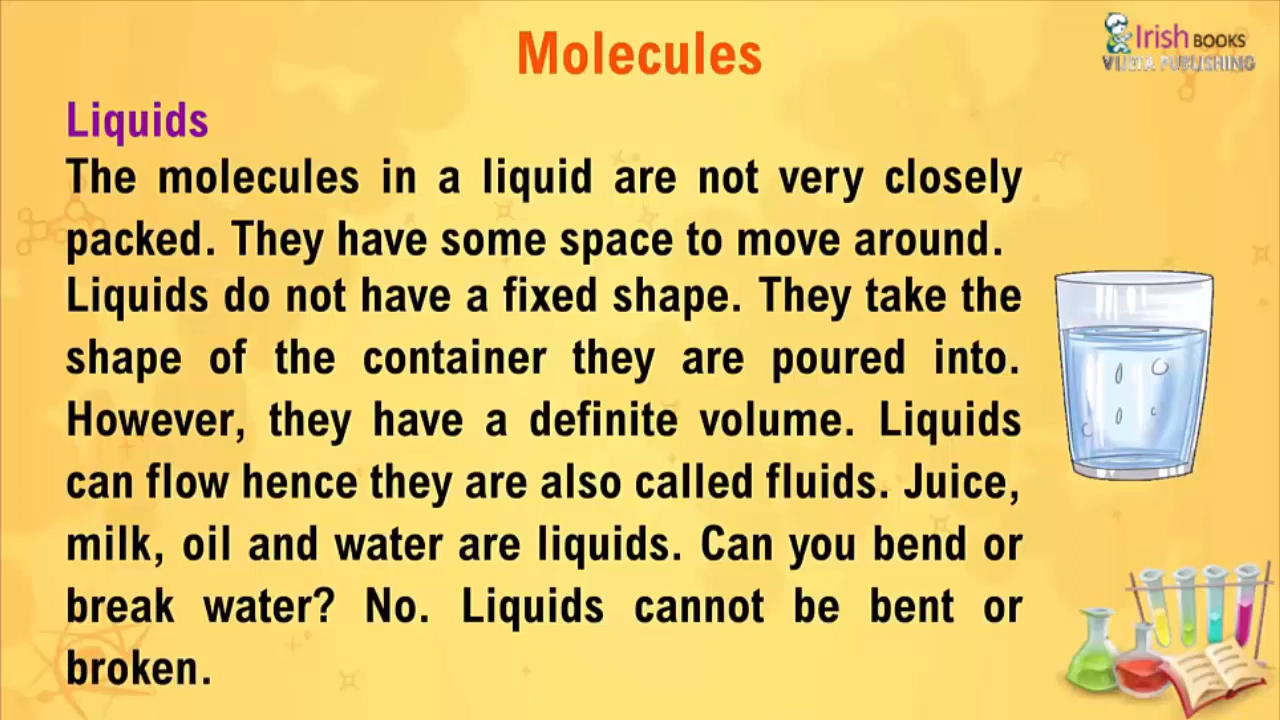 Molecules
Irish BOOKS
PUBLISHING
Liquids
The molecules in a liquid are not very closely
packed. They have some space to move around.
Liquids do not have a fixed shape. They take the
shape of the container they are poured into.
However, they have a definite volume. Liquids
can flow hence they are also called fluids. Juice,
milk, oil and water are liquids. Can you bend or
break water? No. Liquids cannot be bent or
broken.